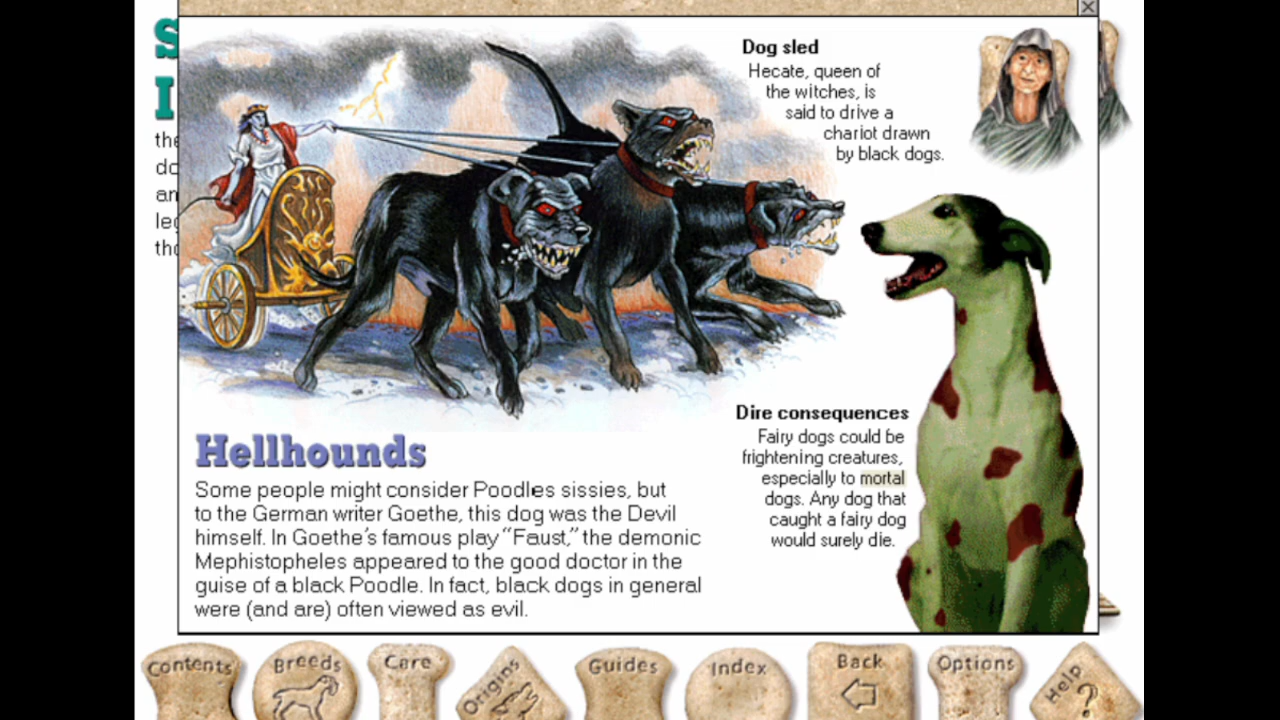 S
I
the
do
an
leg
tho
Dog sled
Hecate, queen of
the witches, is
said to drive a
chariot drawn
by black dogs.
Hellhounds
Some people might consider Poodles sissies, but
to the German writer Goethe, this dog was the Devil
himself. In Goethe's famous play "Faust," the demonic
Mephistopheles appeared to the good doctor in the
guise of a black Poodle. In fact, black dogs in general
were (and are) often viewed as evil.
Dire consequences
Fairy dogs could be
frightening creatures,
especially to mortal
dogs. Any dog that
caught a fairy dog
would surely die.
Contents Breeds Care Origins Guides Index Back Options Help
?